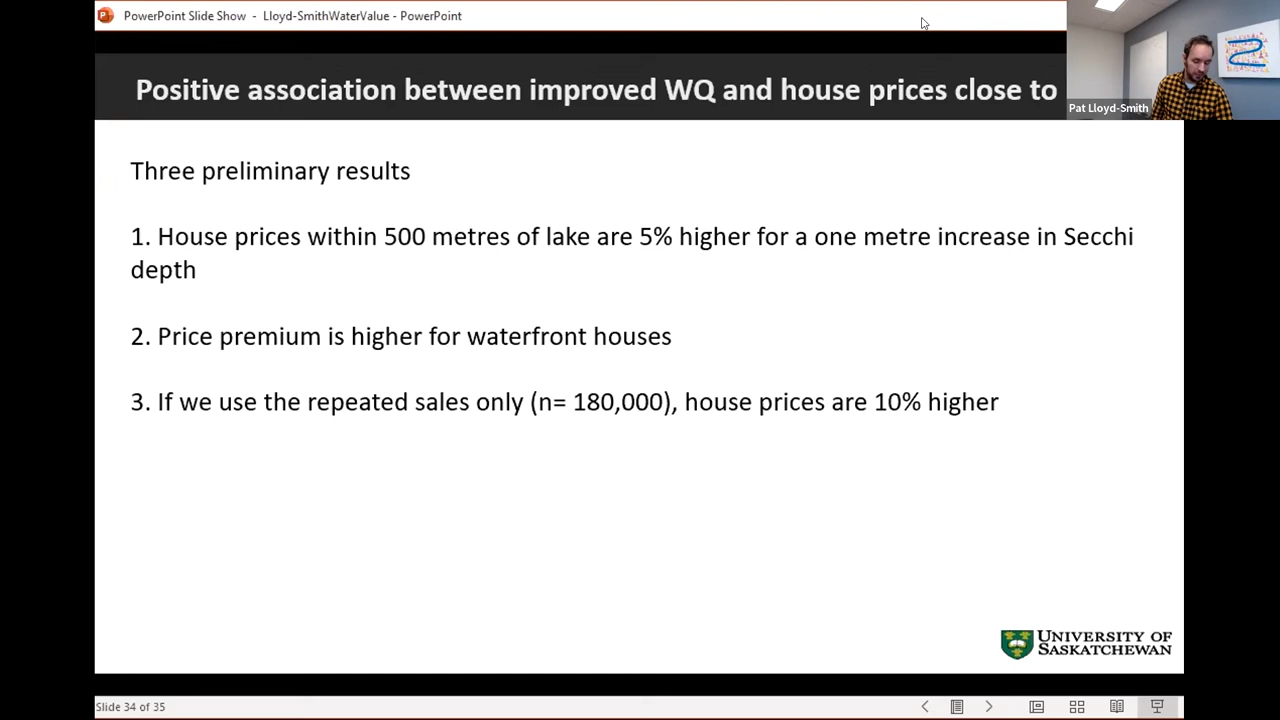 PowerPoint Slide Show - Lloyd-SmithWaterValue - PowerPoint
Positive association between improved WQ and house prices close to
Pat Lloyd-Smith
Three preliminary results
1. House prices within 500 metres of lake are 5% higher for a one metre increase in Secchi
depth
2. Price premium is higher for waterfront houses
3. If we use the repeated sales only (n= 180,000), house prices are 10% higher
UNIVERSITY OF
SASKATCHEWAN
Slide 34 of 35